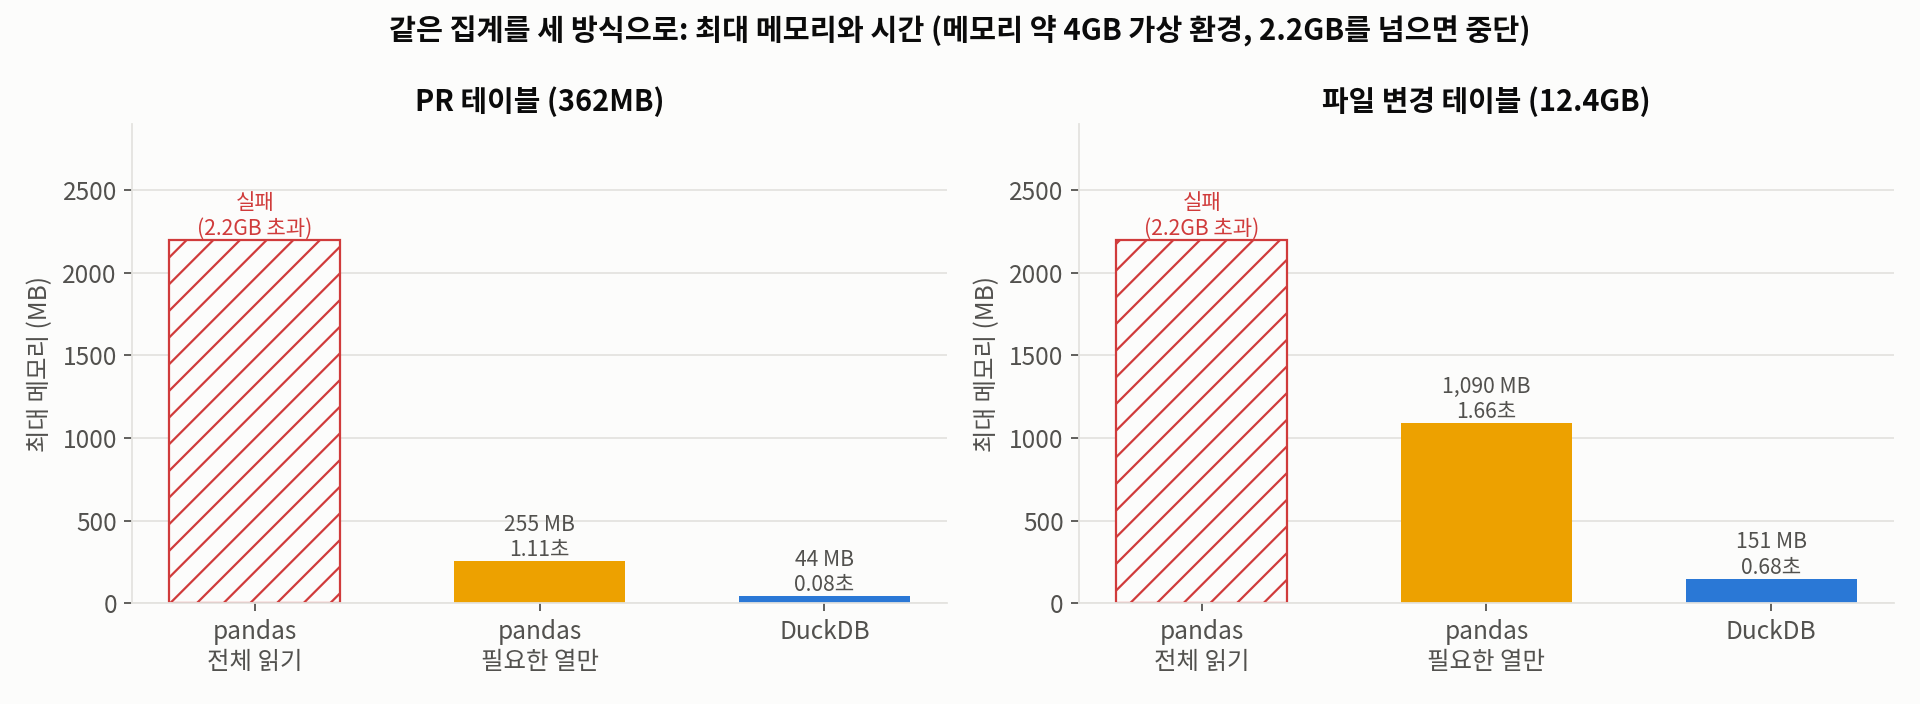 같은 집계를 세 방식으로: 최대 메모리와 시간 (메모리 약 4GB 가상 환경, 2.2GB를 넘으면 중단)
PR 테이블 (362MB)
최대 메모리 (MB)
2500
2000
1500
1000
500
0
실패
(2.2GB 초과)
255 MB
1.11초
44 MB
0.08초
pandas
전체 읽기
pandas
필요한 열만
DuckDB
파일 변경 테이블 (12.4GB)
최대 메모리 (MB)
2500
2000
1500
1000
500
0
실패
(2.2GB 초과)
1,090 MB
1.66초
151 MB
0.68초
pandas
전체 읽기
pandas
필요한 열만
DuckDB